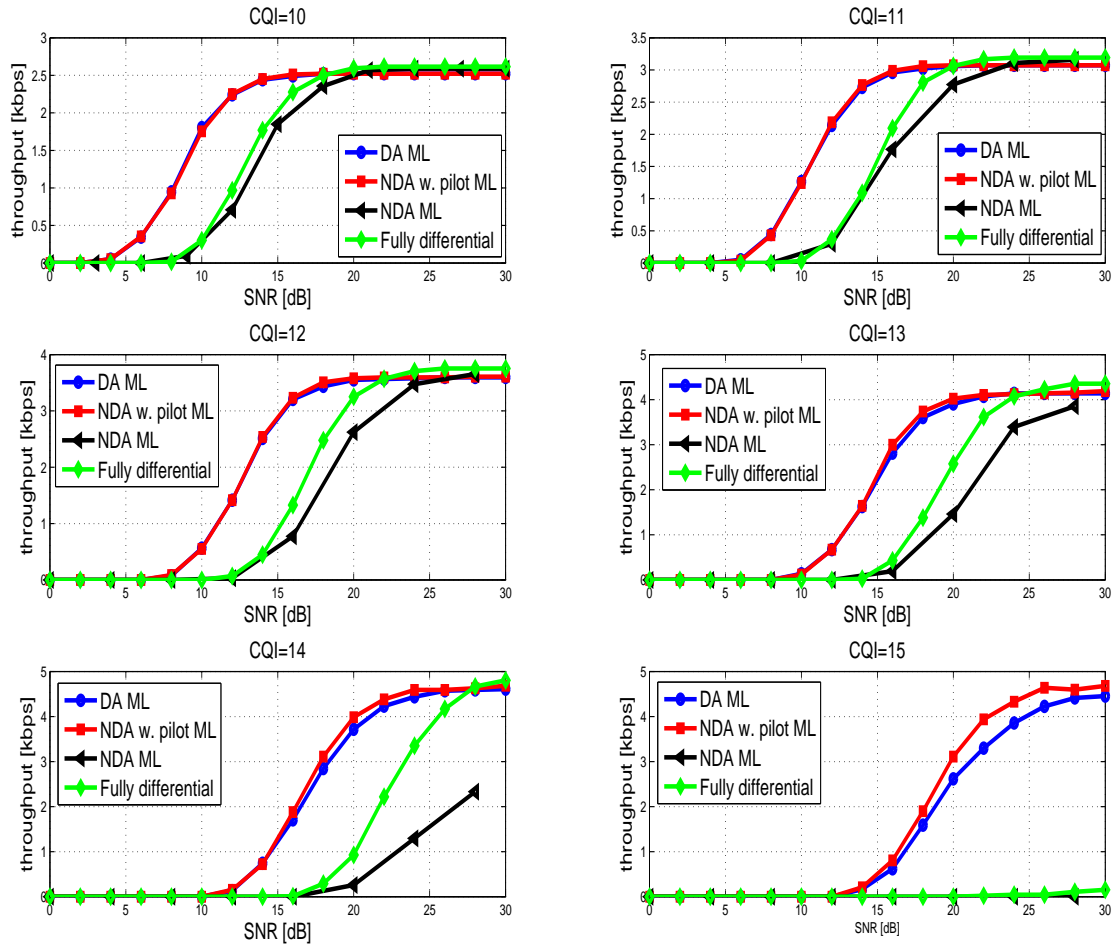 CQI=10
3
2.5
2
1.5
1
0.5
0
0 5 10 15 20 25 30
throughput [kbps]
SNR [dB]
DA ML
NDA w. pilot ML
NDA ML
Fully differential
CQI=11
3.5
3
2.5
2
1.5
1
0.5
0
0 5 10 15 20 25 30
throughput [kbps]
SNR [dB]
DA ML
NDA w. pilot ML
NDA ML
Fully differential
CQI=12
4
3
2
1
0
0 5 10 15 20 25 30
throughput [kbps]
SNR [dB]
DA ML
NDA w. pilot ML
NDA ML
Fully differential
CQI=13
5
4
3
2
1
0
0 5 10 15 20 25 30
throughput [kbps]
SNR [dB]
DA ML
NDA w. pilot ML
NDA ML
Fully differential
CQI=14
5
4
3
2
1
0
0 5 10 15 20 25 30
throughput [kbps]
SNR [dB]
DA ML
NDA w. pilot ML
NDA ML
Fully differential
CQI=15
5
4
3
2
1
0
0 5 10 15 20 25 30
throughput [kbps]
SNR [dB]
DA ML
NDA w. pilot ML
NDA ML
Fully differential